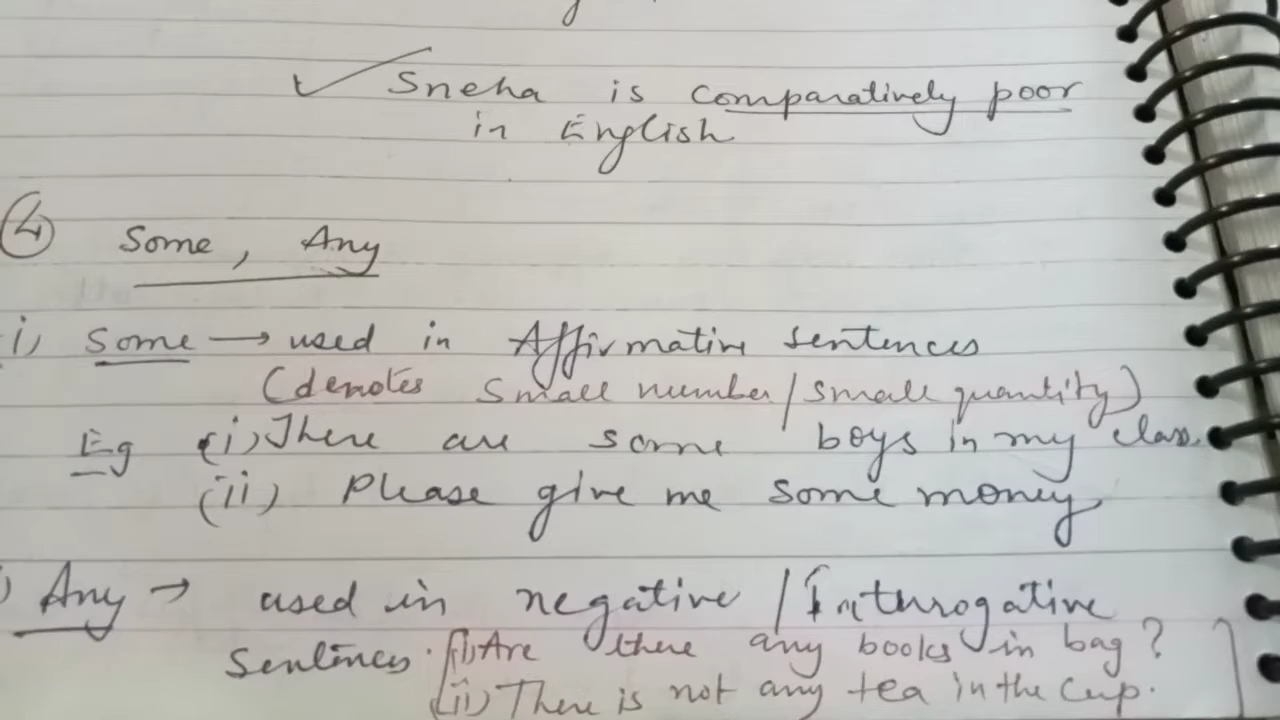 ✓ Sneha is comparatively poor
in English
④ Some, Any
i) Some → used in Affirmative sentences
(denotes small number/small quantity)
Eg (i) There are some boys in my class.
(ii) Please give me some money,
) Any → used in negative / Interrogative
sentences. (i) Are there any books in bag?
(ii) There is not any tea in the cup.